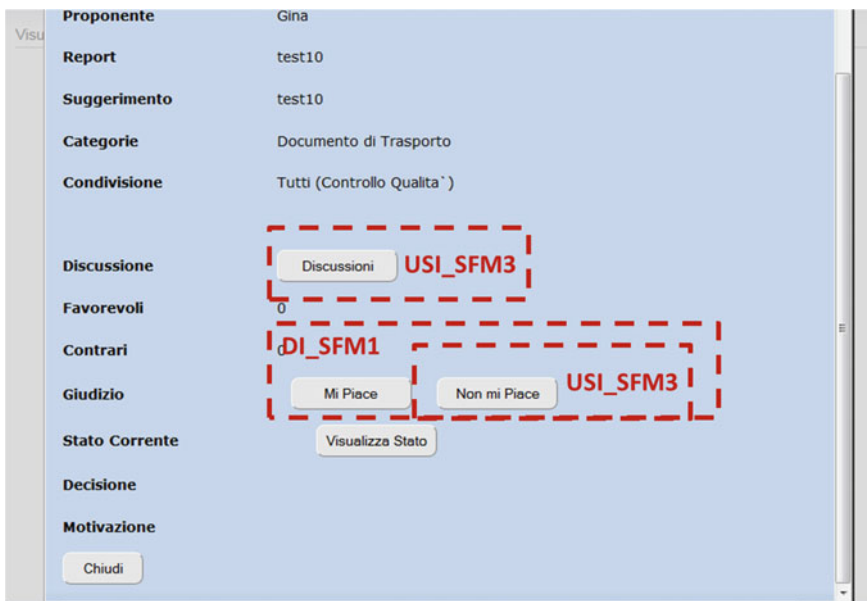 Visu
Proponente Gina
Report test10
Suggerimento test10
Categorie Documento di Trasporto
Condivisione Tutti (Controllo Qualita`)
Discussione Discussioni USI_SFM3
Favorevoli 0
Contrari 0 DI_SFM1
Giudizio Mi Piace Non mi Piace USI_SFM3
Stato Corrente Visualizza Stato
Decisione
Motivazione
Chiudi